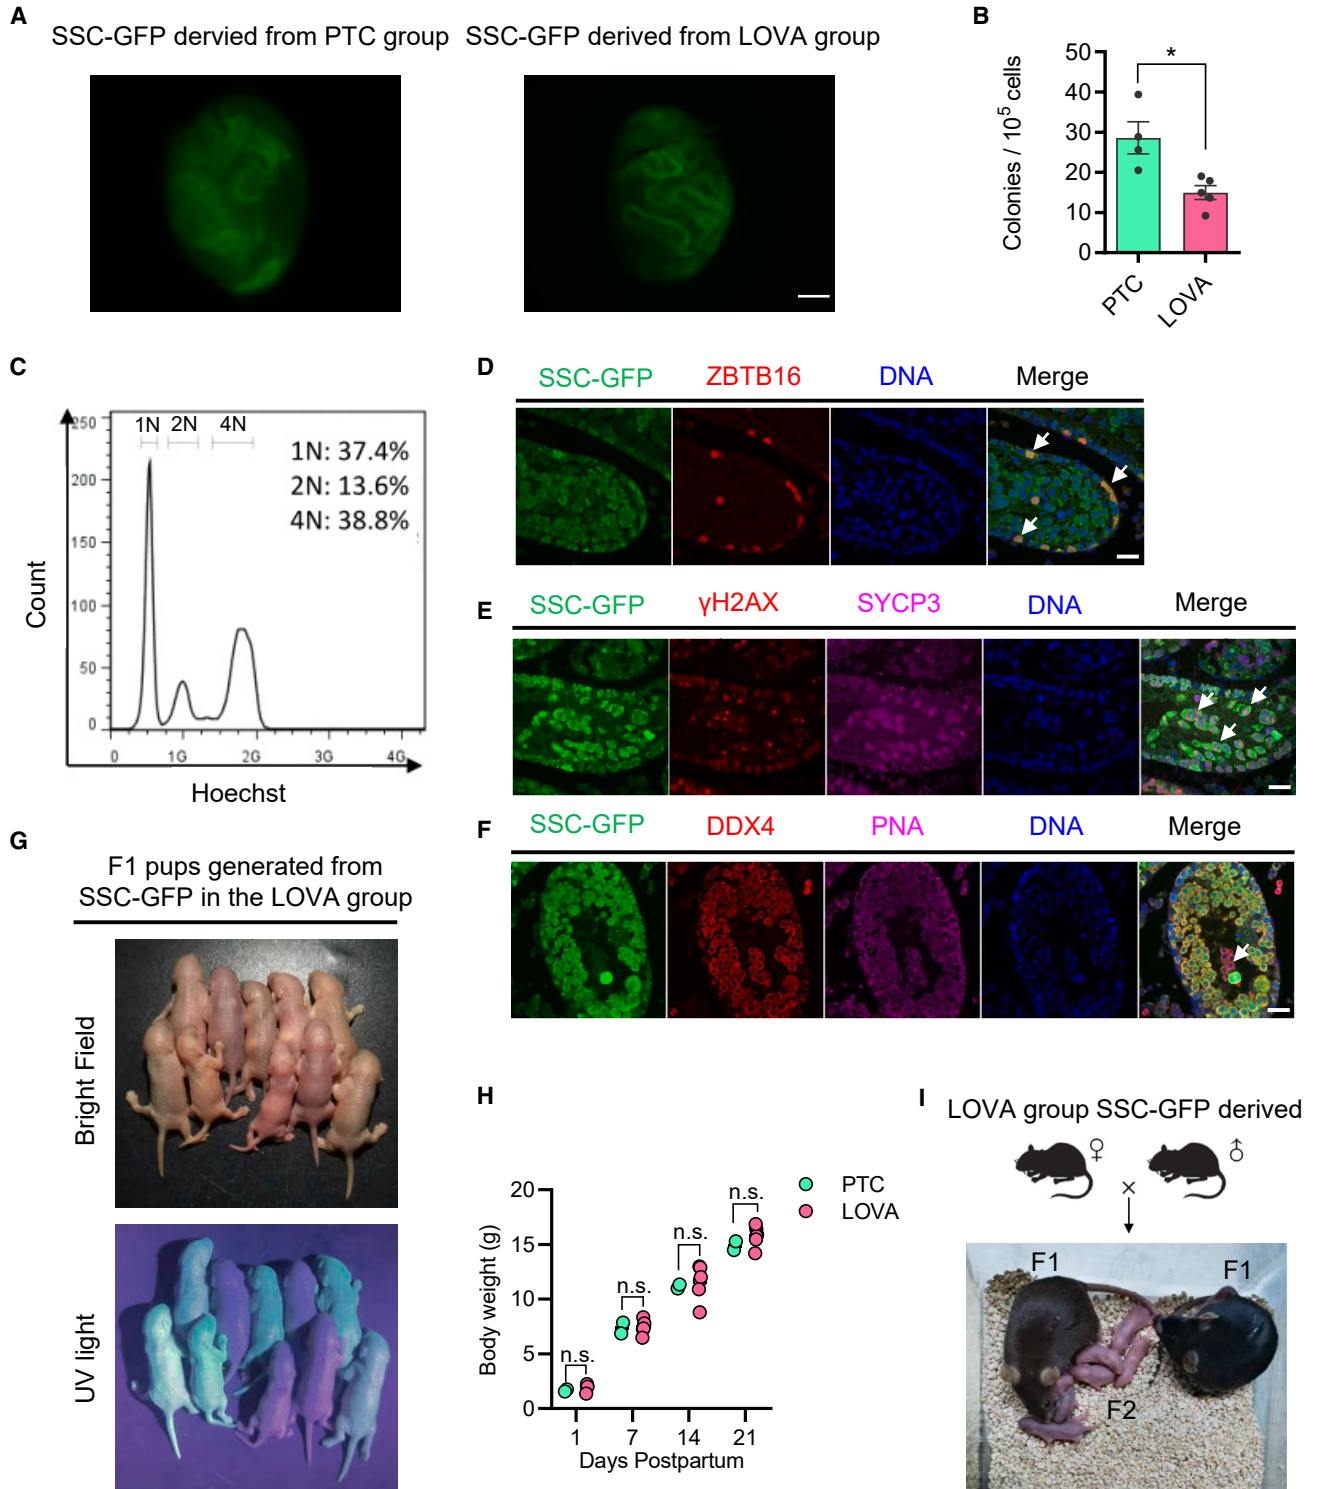 A
SSC-GFP dervied from PTC group
SSC-GFP derived from LOVA group
B
Colonies / 10⁵ cells
50
40
30
20
10
0
*
PTC
LOVA
C
Count
250
200
150
100
50
0
1N 2N 4N
1N: 37.4%
2N: 13.6%
4N: 38.8%
0 1G 2G 3G 4G
Hoechst
D
SSC-GFP ZBTB16 DNA Merge
E
SSC-GFP γH2AX SYCP3 DNA Merge
F
SSC-GFP DDX4 PNA DNA Merge
G
F1 pups generated from
SSC-GFP in the LOVA group
Bright Field
UV light
H
Body weight (g)
20
15
10
5
0
n.s.
n.s.
n.s.
n.s.
1 7 14 21
Days Postpartum
PTC
LOVA
I
LOVA group SSC-GFP derived
♀ ♂
×
F1 F1
F2